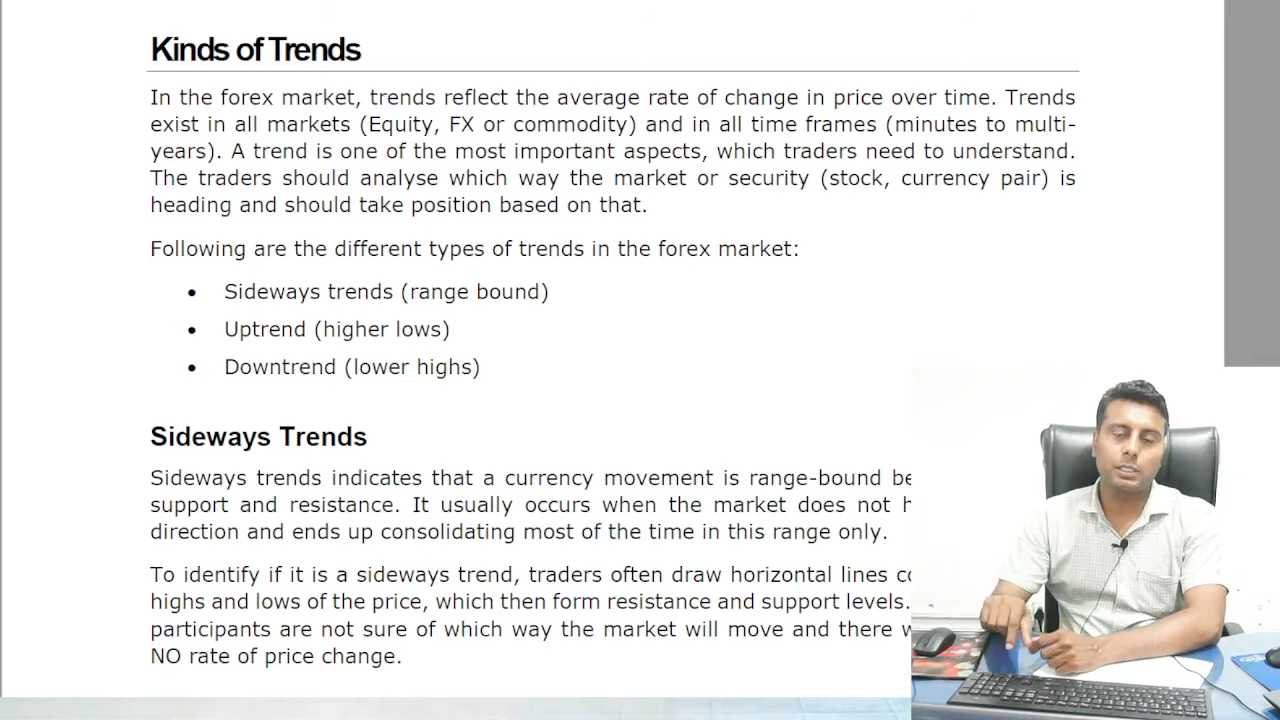 Kinds of Trends
In the forex market, trends reflect the average rate of change in price over time. Trends
exist in all markets (Equity, FX or commodity) and in all time frames (minutes to multi-
years). A trend is one of the most important aspects, which traders need to understand.
The traders should analyse which way the market or security (stock, currency pair) is
heading and should take position based on that.
Following are the different types of trends in the forex market:
• Sideways trends (range bound)
• Uptrend (higher lows)
• Downtrend (lower highs)
Sideways Trends
Sideways trends indicates that a currency movement is range-bound
support and resistance. It usually occurs when the market does not
direction and ends up consolidating most of the time in this range only.
To identify if it is a sideways trend, traders often draw horizontal lines
highs and lows of the price, which then form resistance and support levels.
participants are not sure of which way the market will move and there
NO rate of price change.